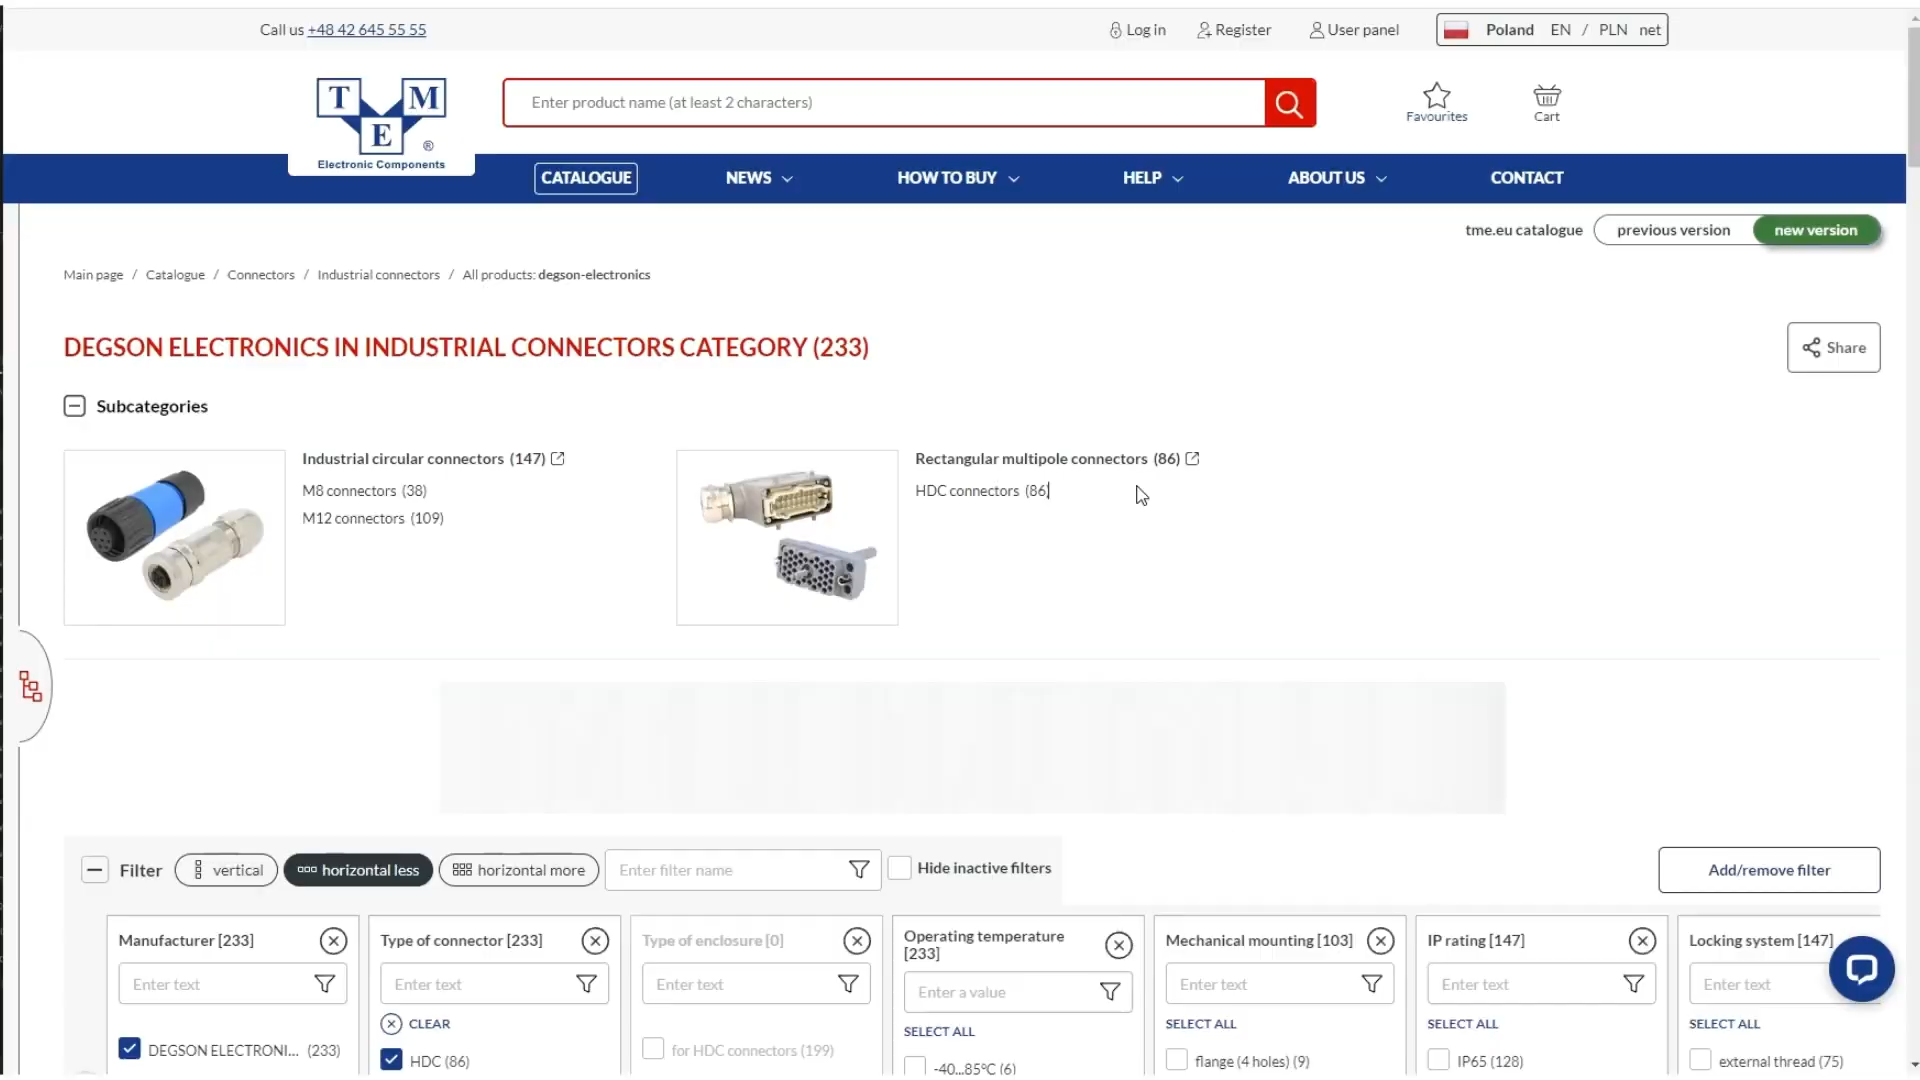 Call us +48 42 645 55 55
Log in
Register
User panel
Poland EN / PLN net
T M E ®
Electronic Components
Enter product name (at least 2 characters)
Favourites
Cart
CATALOGUE
NEWS
HOW TO BUY
HELP
ABOUT US
CONTACT
tme.eu catalogue
previous version
new version
Main page / Catalogue / Connectors / Industrial connectors / All products: degson-electronics
DEGSON ELECTRONICS IN INDUSTRIAL CONNECTORS CATEGORY (233)
Share
Subcategories
Industrial circular connectors (147)
M8 connectors (38)
M12 connectors (109)
Rectangular multipole connectors (86)
HDC connectors (86)
Filter
vertical
horizontal less
horizontal more
Enter filter name
Hide inactive filters
Add/remove filter
Manufacturer [233]
Enter text
DEGSON ELECTRONI... (233)
Type of connector [233]
Enter text
CLEAR
HDC (86)
Type of enclosure [0]
Enter text
for HDC connectors (199)
Operating temperature
[233]
Enter a value
SELECT ALL
-40...85°C (6)
Mechanical mounting [103]
Enter text
SELECT ALL
flange (4 holes) (9)
IP rating [147]
Enter text
SELECT ALL
IP65 (128)
Locking system [147]
Enter text
SELECT ALL
external thread (75)